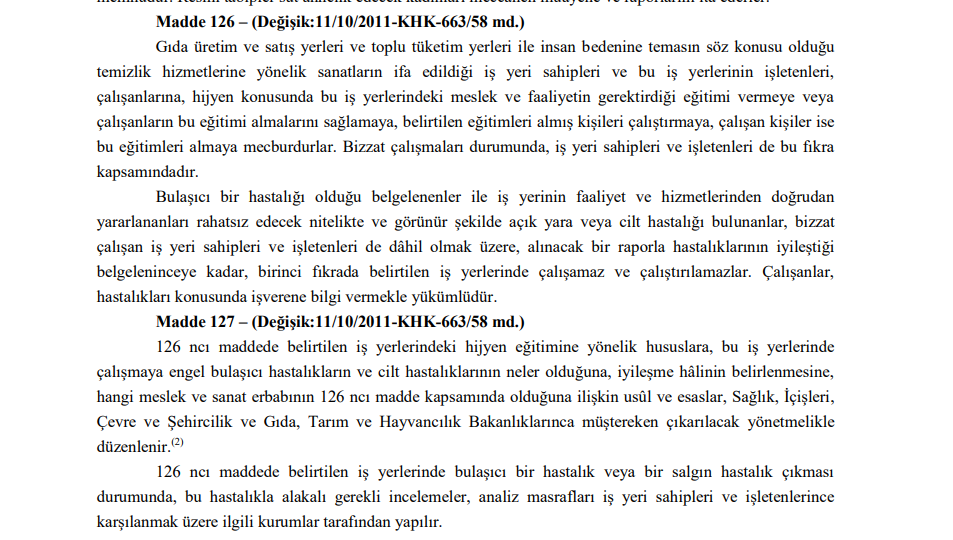 Madde 126 – (Değişik:11/10/2011-KHK-663/58 md.)
Gıda üretim ve satış yerleri ve toplu tüketim yerleri ile insan bedenine temasın söz konusu olduğu
temizlik hizmetlerine yönelik sanatların ifa edildiği iş yeri sahipleri ve bu iş yerlerinin işletenleri,
çalışanlarına, hijyen konusunda bu iş yerlerindeki meslek ve faaliyetin gerektirdiği eğitimi vermeye veya
çalışanların bu eğitimi almalarını sağlamaya, belirtilen eğitimleri almış kişileri çalıştırmaya, çalışan kişiler ise
bu eğitimleri almaya mecburdurlar. Bizzat çalışmaları durumunda, iş yeri sahipleri ve işletenleri de bu fıkra
kapsamındadır.
Bulaşıcı bir hastalığı olduğu belgelenenler ile iş yerinin faaliyet ve hizmetlerinden doğrudan
yararlananları rahatsız edecek nitelikte ve görünür şekilde açık yara veya cilt hastalığı bulunanlar, bizzat
çalışan iş yeri sahipleri ve işletenleri de dâhil olmak üzere, alınacak bir raporla hastalıklarının iyileştiği
belgeleninceye kadar, birinci fıkrada belirtilen iş yerlerinde çalışamaz ve çalıştırılamazlar. Çalışanlar,
hastalıkları konusunda işverene bilgi vermekle yükümlüdür.
Madde 127 – (Değişik:11/10/2011-KHK-663/58 md.)
126 ncı maddede belirtilen iş yerlerindeki hijyen eğitimine yönelik hususlara, bu iş yerlerinde
çalışmaya engel bulaşıcı hastalıkların ve cilt hastalıklarının neler olduğuna, iyileşme hâlinin belirlenmesine,
hangi meslek ve sanat erbabının 126 ncı madde kapsamında olduğuna ilişkin usûl ve esaslar, Sağlık, İçişleri,
Çevre ve Şehircilik ve Gıda, Tarım ve Hayvancılık Bakanlıklarınca müştereken çıkarılacak yönetmelikle
düzenlenir.(2)
126 ncı maddede belirtilen iş yerlerinde bulaşıcı bir hastalık veya bir salgın hastalık çıkması
durumunda, bu hastalıkla alakalı gerekli incelemeler, analiz masrafları iş yeri sahipleri ve işletenlerince
karşılanmak üzere ilgili kurumlar tarafından yapılır.